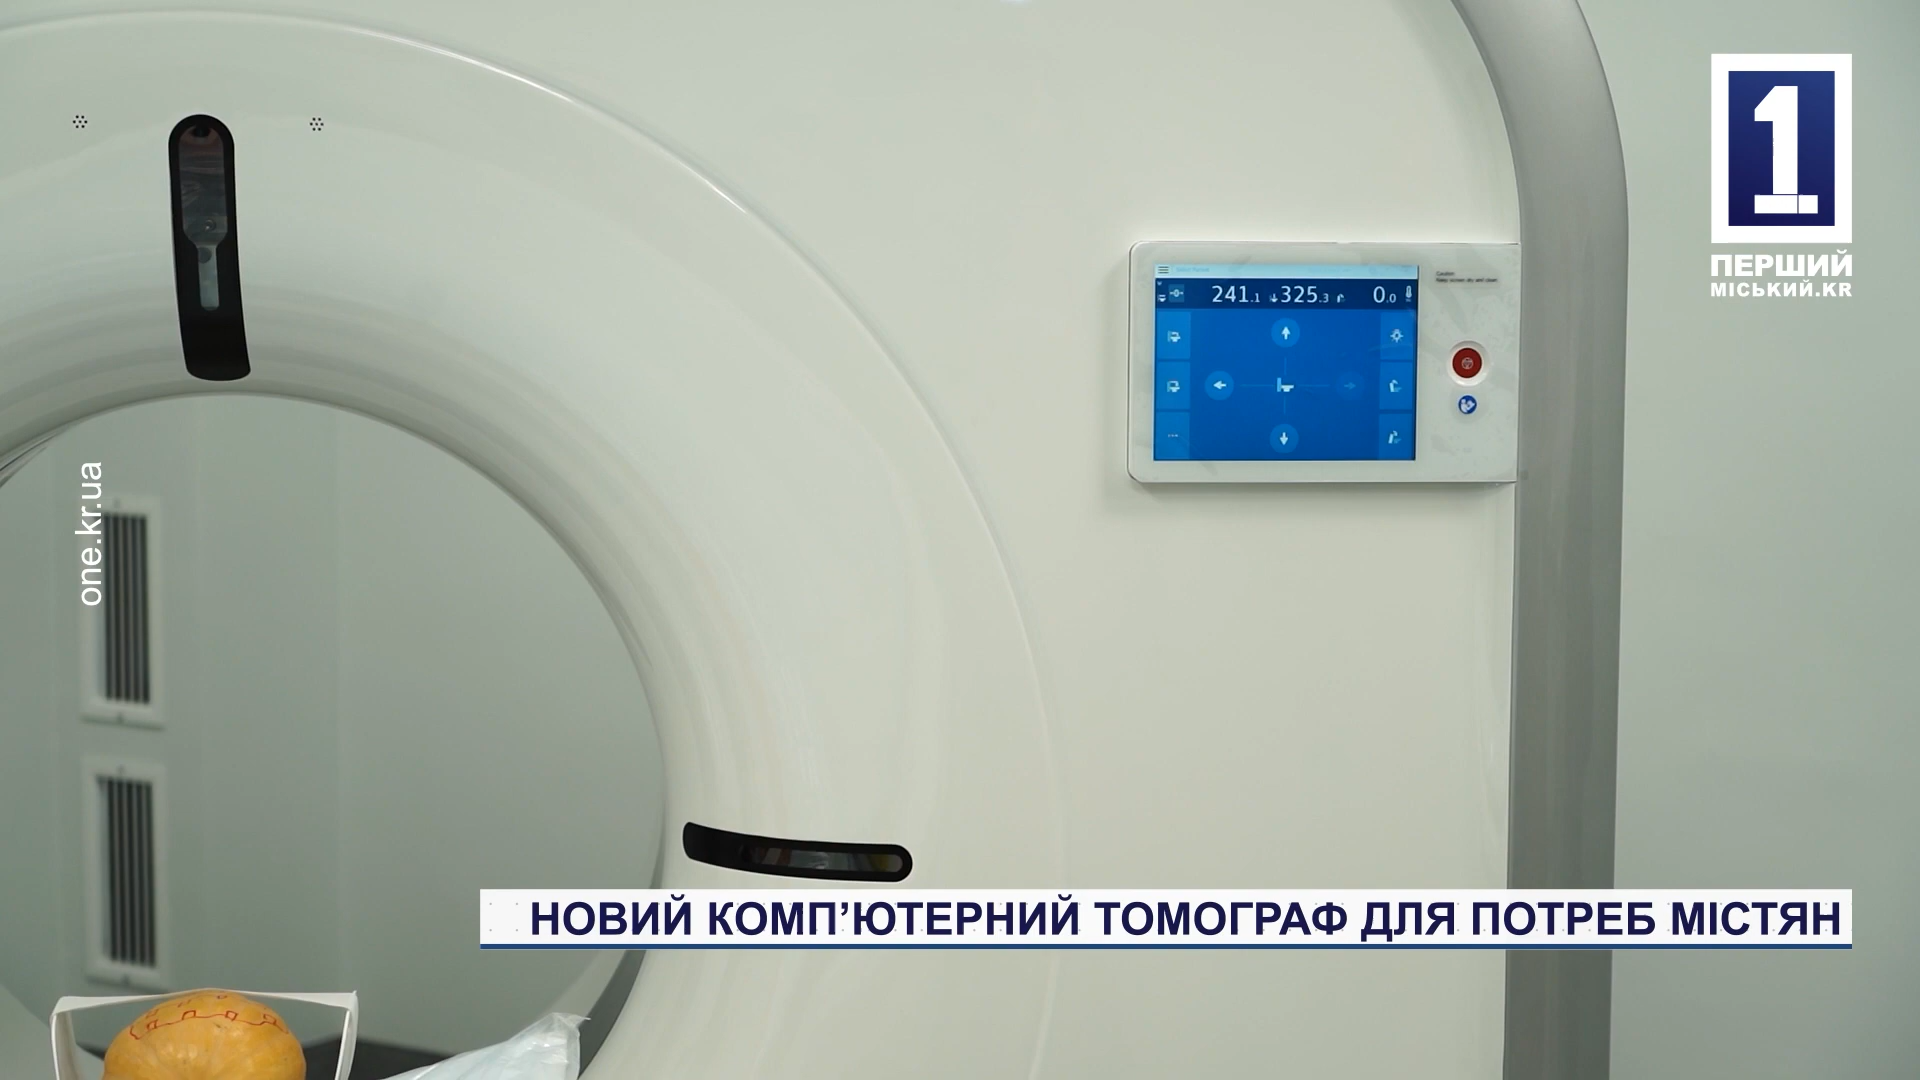 1
ПЕРШИЙ
МІСЬКИЙ.KR
241.1 325.3 0.0
one.kr.ua
НОВИЙ КОМП’ЮТЕРНИЙ ТОМОГРАФ ДЛЯ ПОТРЕБ МІСТЯН